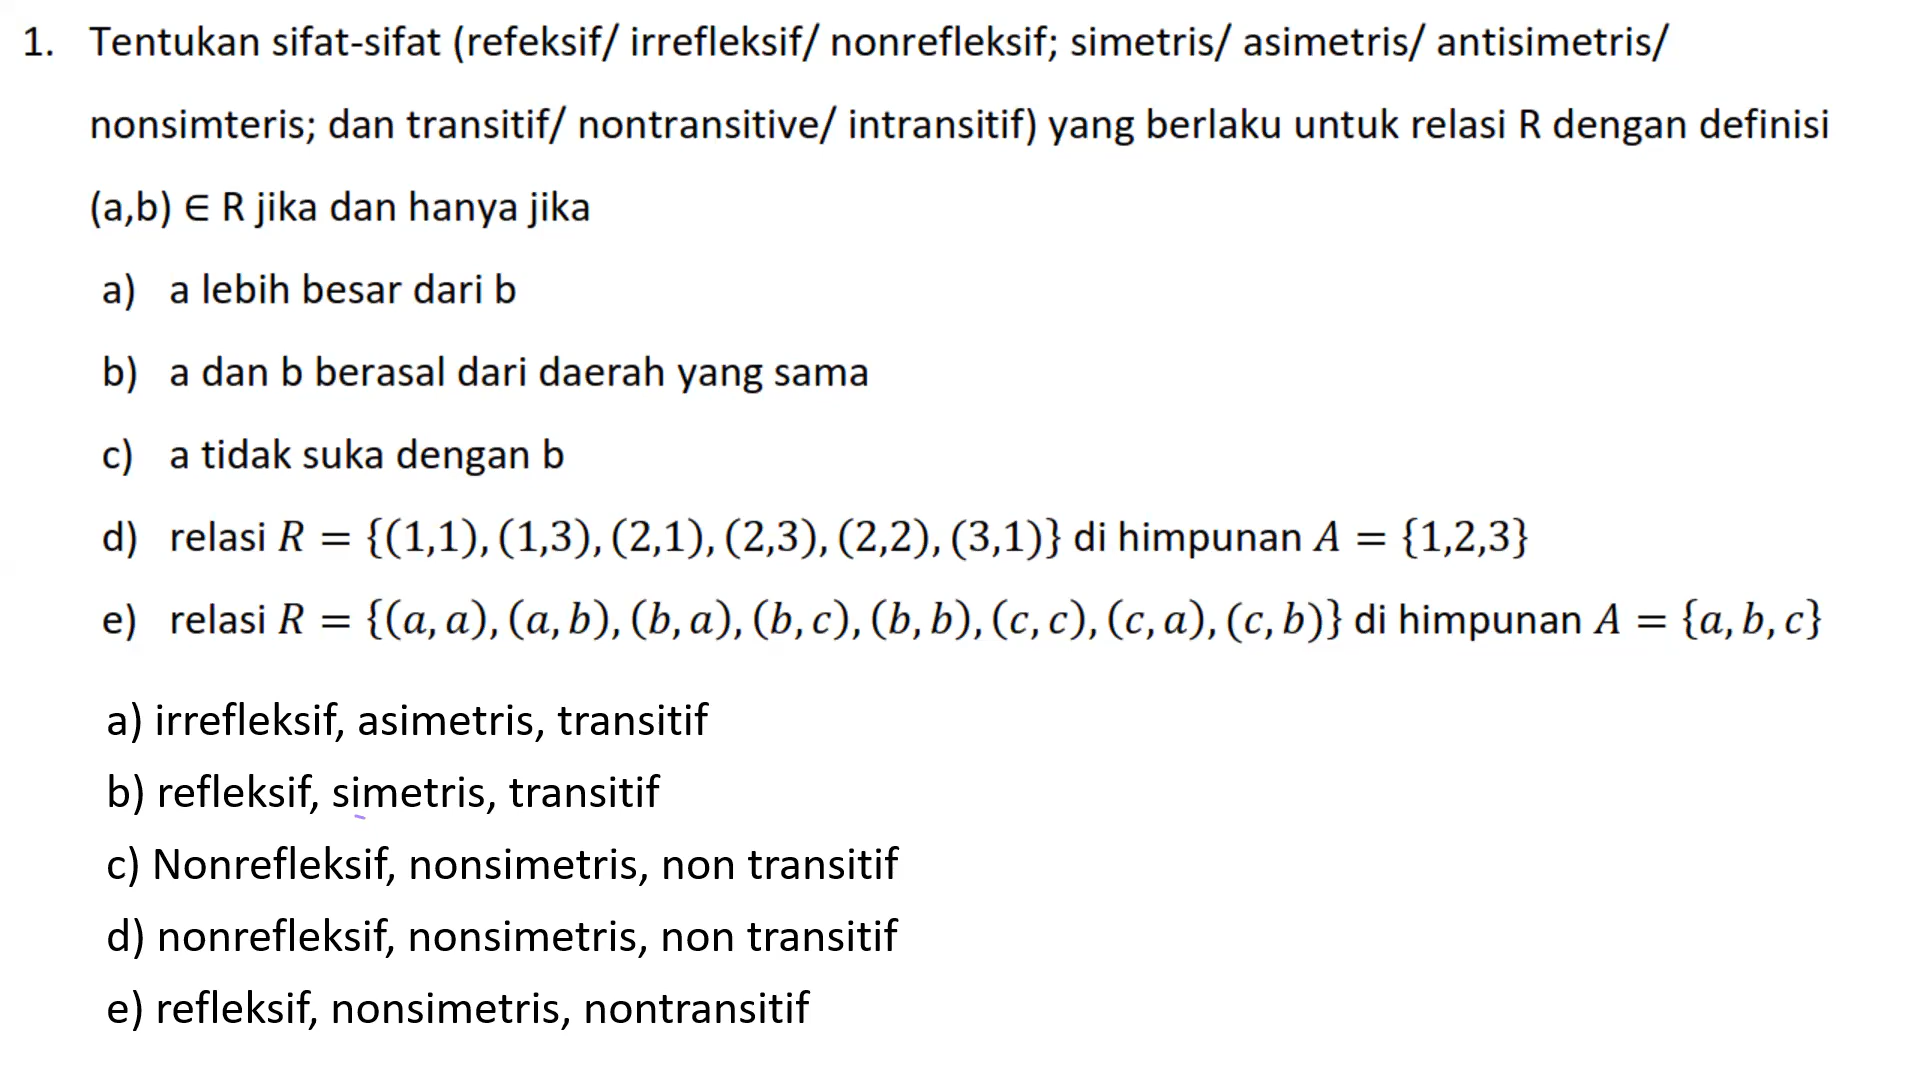 1. Tentukan sifat-sifat (refeksif/ irrefleksif/ nonrefleksif; simetris/ asimetris/ antisimetris/
nonsimteris; dan transitif/ nontransitive/ intransitif) yang berlaku untuk relasi R dengan definisi
(a,b) ∈ R jika dan hanya jika
a) a lebih besar dari b
b) a dan b berasal dari daerah yang sama
c) a tidak suka dengan b
d) relasi R = {(1,1), (1,3), (2,1), (2,3), (2,2), (3,1)} di himpunan A = {1,2,3}
e) relasi R = {(a, a), (a, b), (b, a), (b, c), (b, b), (c, c), (c, a), (c, b)} di himpunan A = {a, b, c}
a) irrefleksif, asimetris, transitif
b) refleksif, simetris, transitif
c) Nonrefleksif, nonsimetris, non transitif
d) nonrefleksif, nonsimetris, non transitif
e) refleksif, nonsimetris, nontransitif